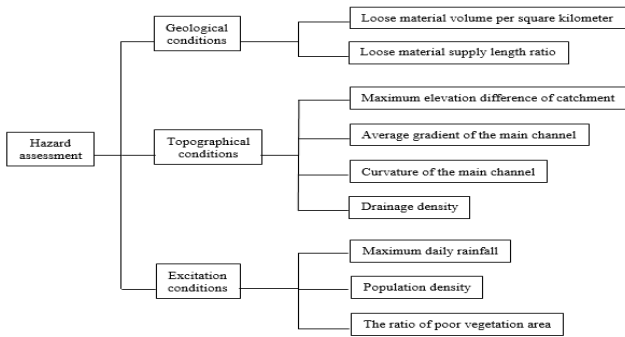 Hazard
assessment
Geological
conditions
Loose material volume per square kilometer
Loose material supply length ratio
Topographical
conditions
Maximum elevation difference of catchment
Average gradient of the main channel
Curvature of the main channel
Drainage density
Excitation
conditions
Maximum daily rainfall
Population density
The ratio of poor vegetation area